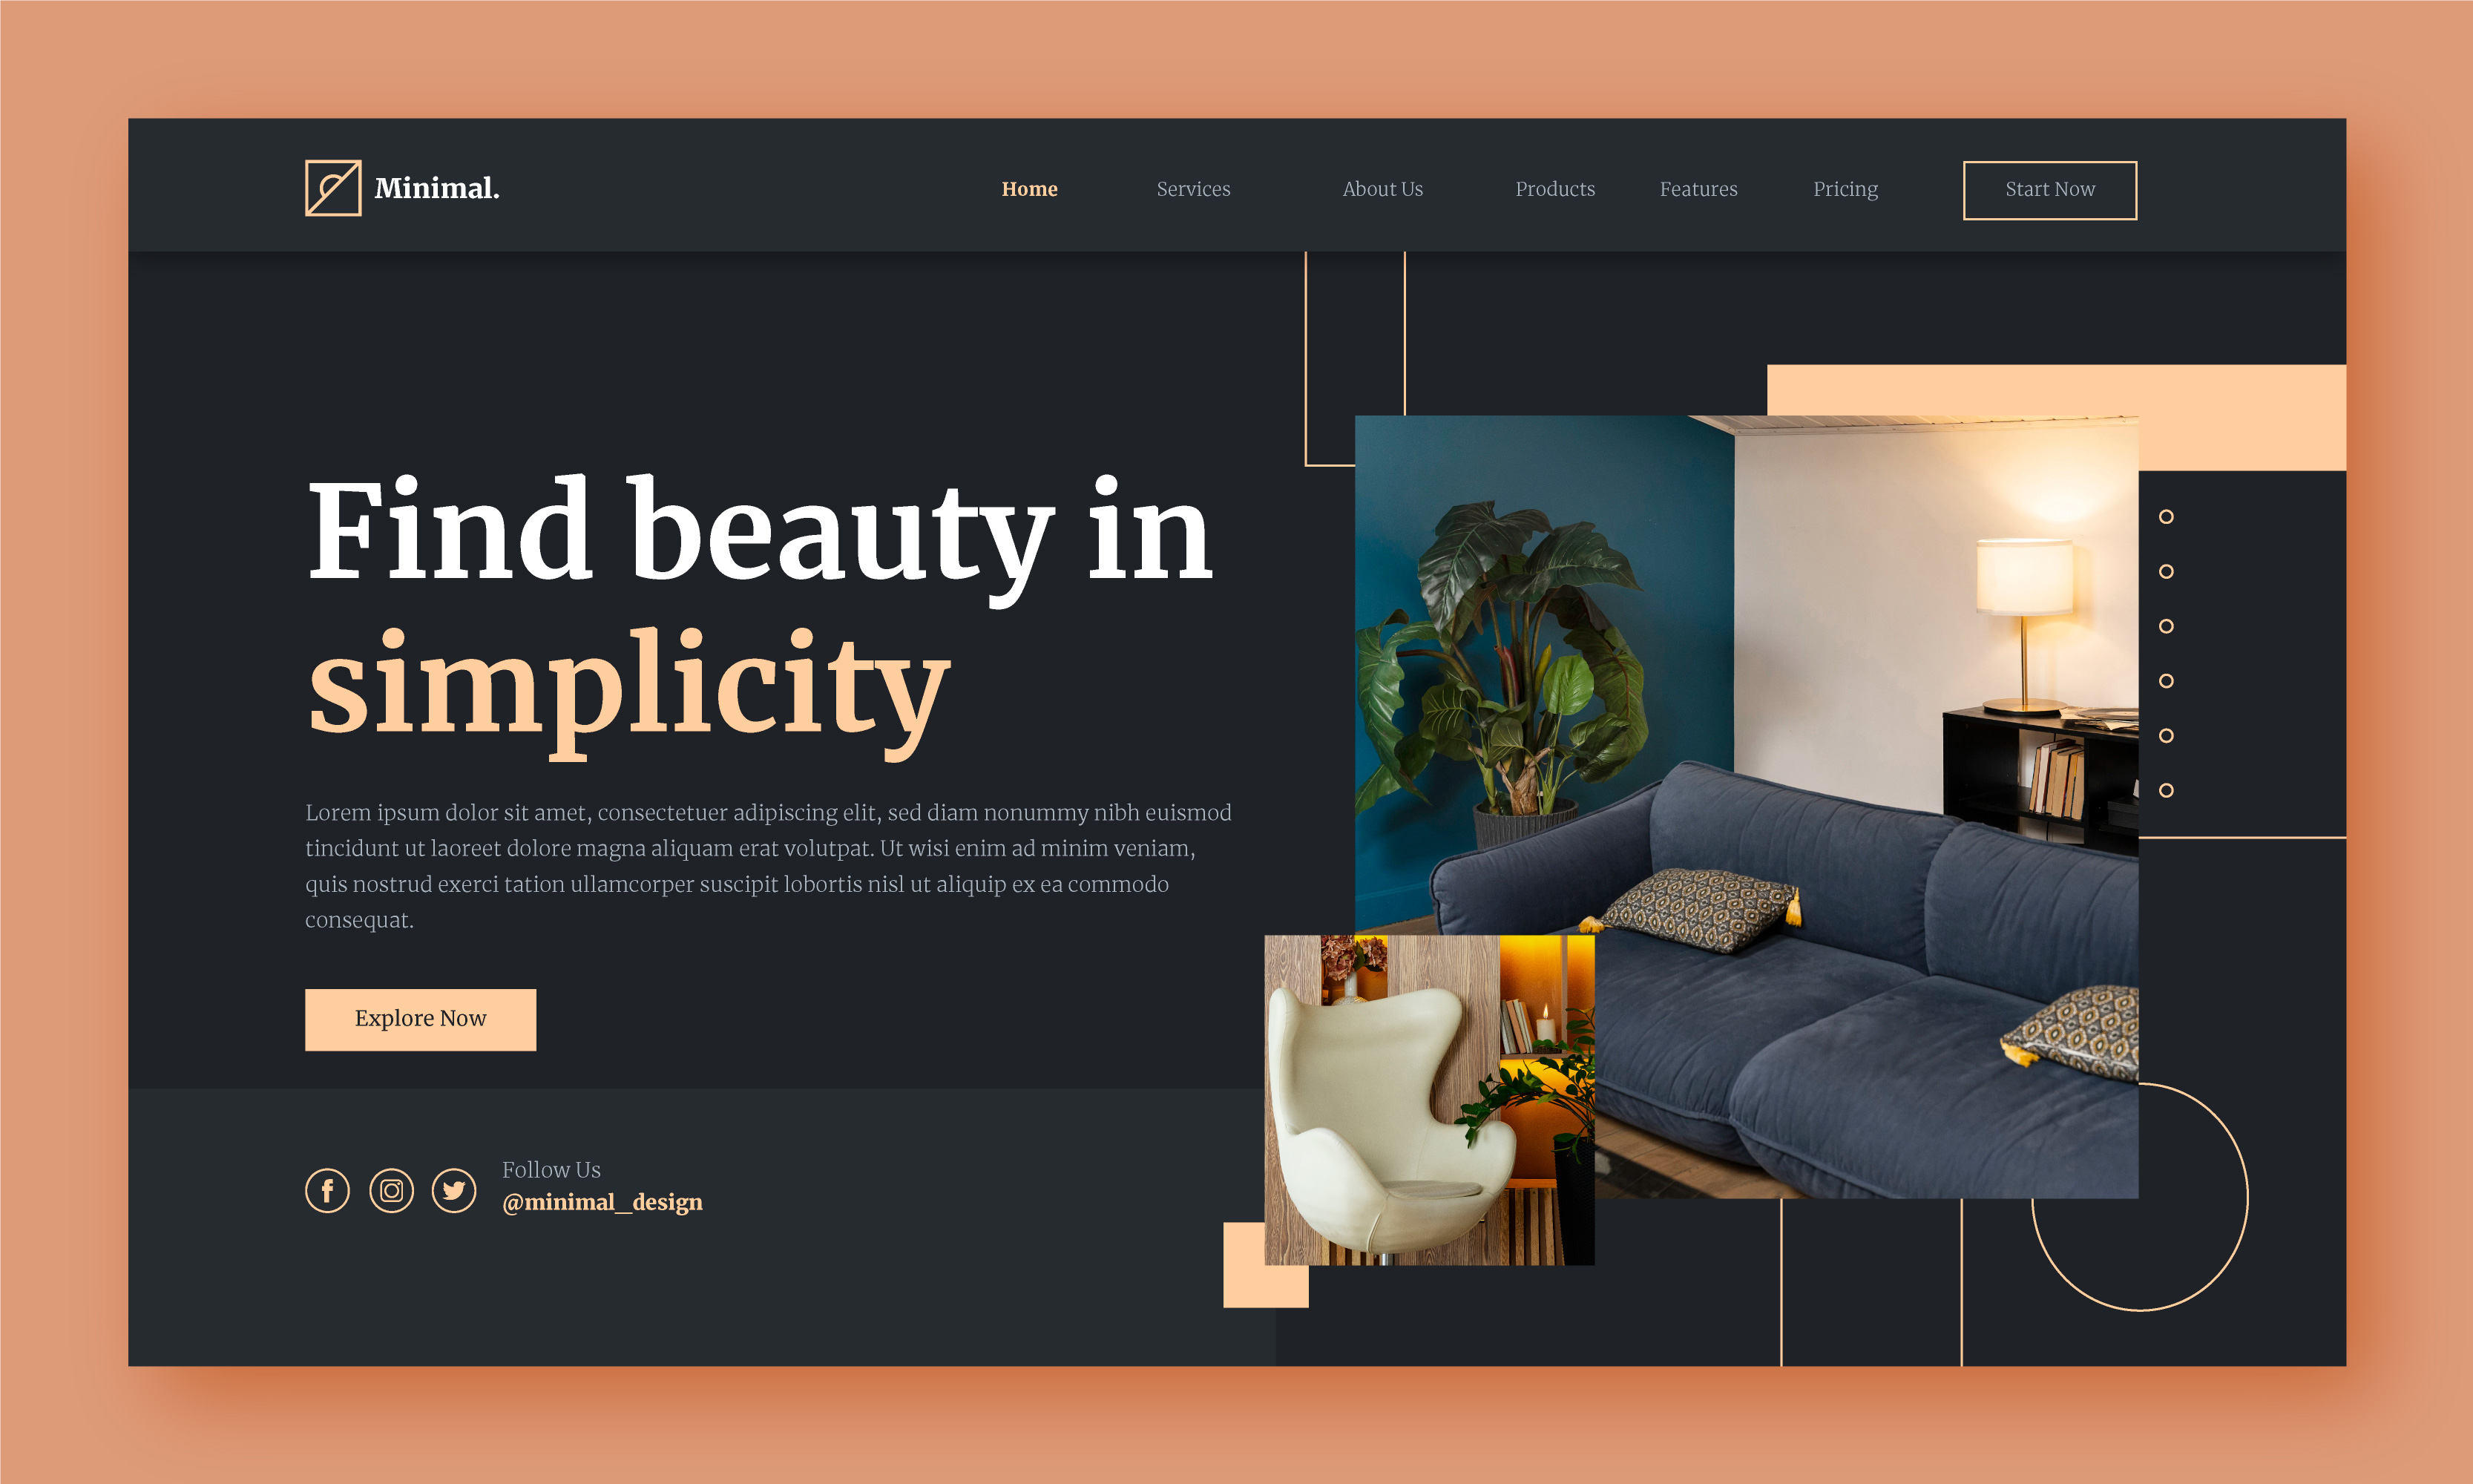 Minimal.
Home Services About Us Products Features Pricing Start Now
Find beauty in
simplicity
Lorem ipsum dolor sit amet, consectetuer adipiscing elit, sed diam nonummy nibh euismod
tincidunt ut laoreet dolore magna aliquam erat volutpat. Ut wisi enim ad minim veniam,
quis nostrud exerci tation ullamcorper suscipit lobortis nisl ut aliquip ex ea commodo
consequat.
Explore Now
Follow Us
@minimal_design